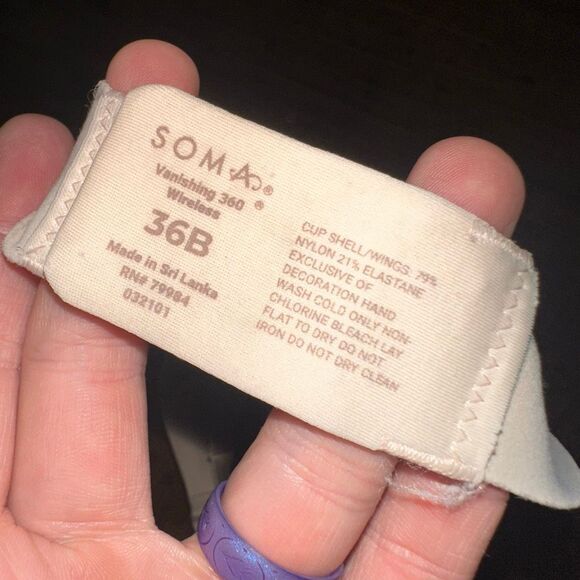 SOMA®
Vanishing 360®
Wireless
36B
Made in Sri Lanka
RN# 79984
032101
CUP SHELL/WINGS: 79%
NYLON 21% ELASTANE
EXCLUSIVE OF
DECORATION HAND
WASH COLD ONLY NON-
CHLORINE BLEACH LAY
FLAT TO DRY DO NOT
IRON DO NOT DRY CLEAN